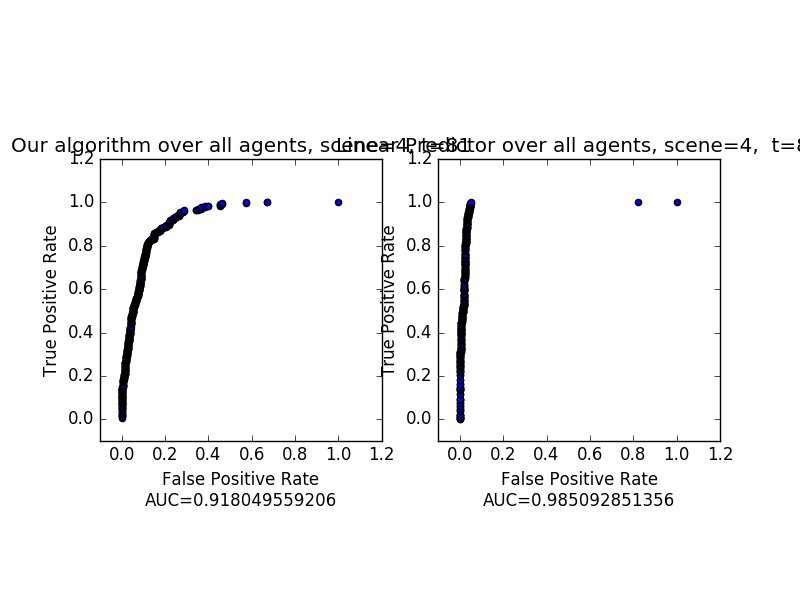 Our algorithm over all agents, scene=4, t=81
Linear Predictor over all agents, scene=4, t=8
1.2
1.0
0.8
0.6
0.4
0.2
0.0
True Positive Rate
0.0 0.2 0.4 0.6 0.8 1.0 1.2
False Positive Rate
AUC=0.918049559206
1.2
1.0
0.8
0.6
0.4
0.2
0.0
True Positive Rate
0.0 0.2 0.4 0.6 0.8 1.0 1.2
False Positive Rate
AUC=0.985092851356